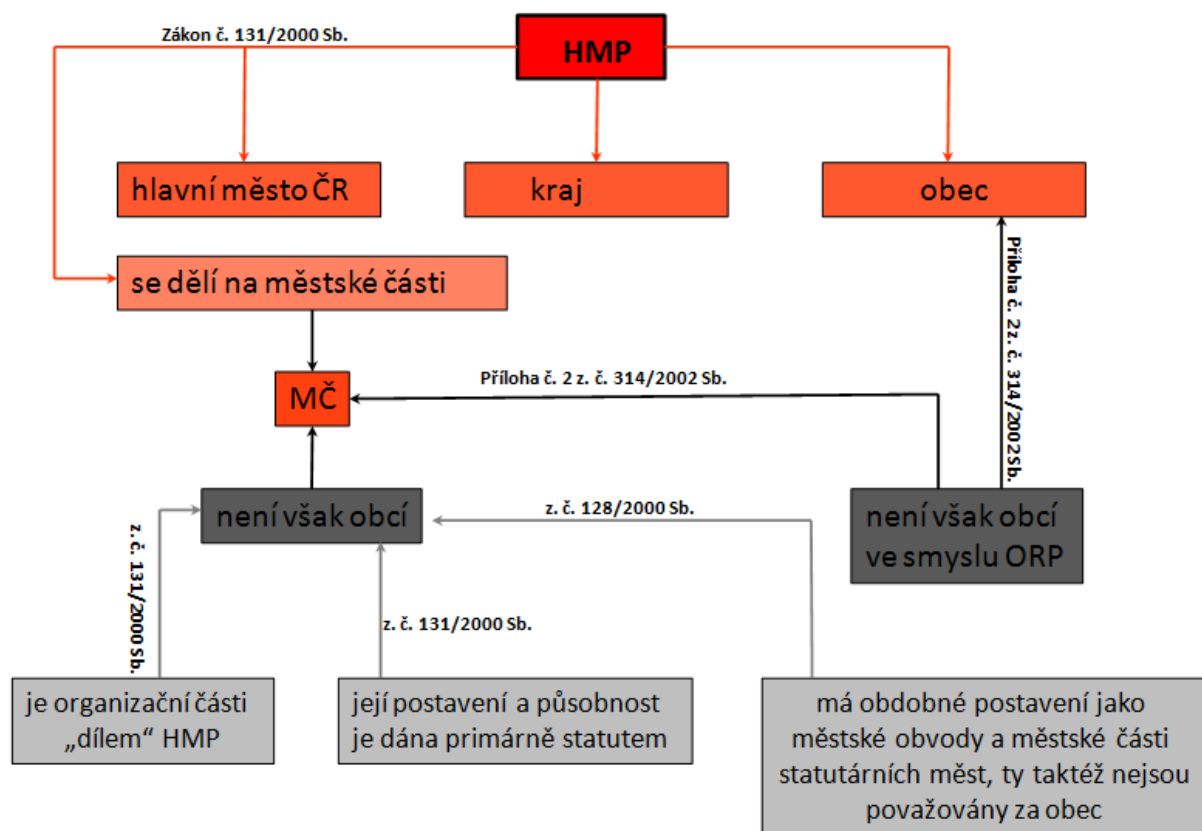 Zákon č. 131/2000 Sb.
HMP
hlavní město ČR
kraj
obec
se dělí na městské části
Příloha č. 2 z. č. 314/2002 Sb.
MČ
Příloha č. 2 z. č. 314/2002 Sb.
není však obcí
z. č. 128/2000 Sb.
není však obcí
ve smyslu ORP
z. č. 131/2000 Sb.
z. č. 131/2000 Sb.
je organizační části
„dílem“ HMP
její postavení a působnost
je dána primárně statutem
má obdobné postavení jako
městské obvody a městské části
statutárních měst, ty taktéž nejsou
považovány za obec